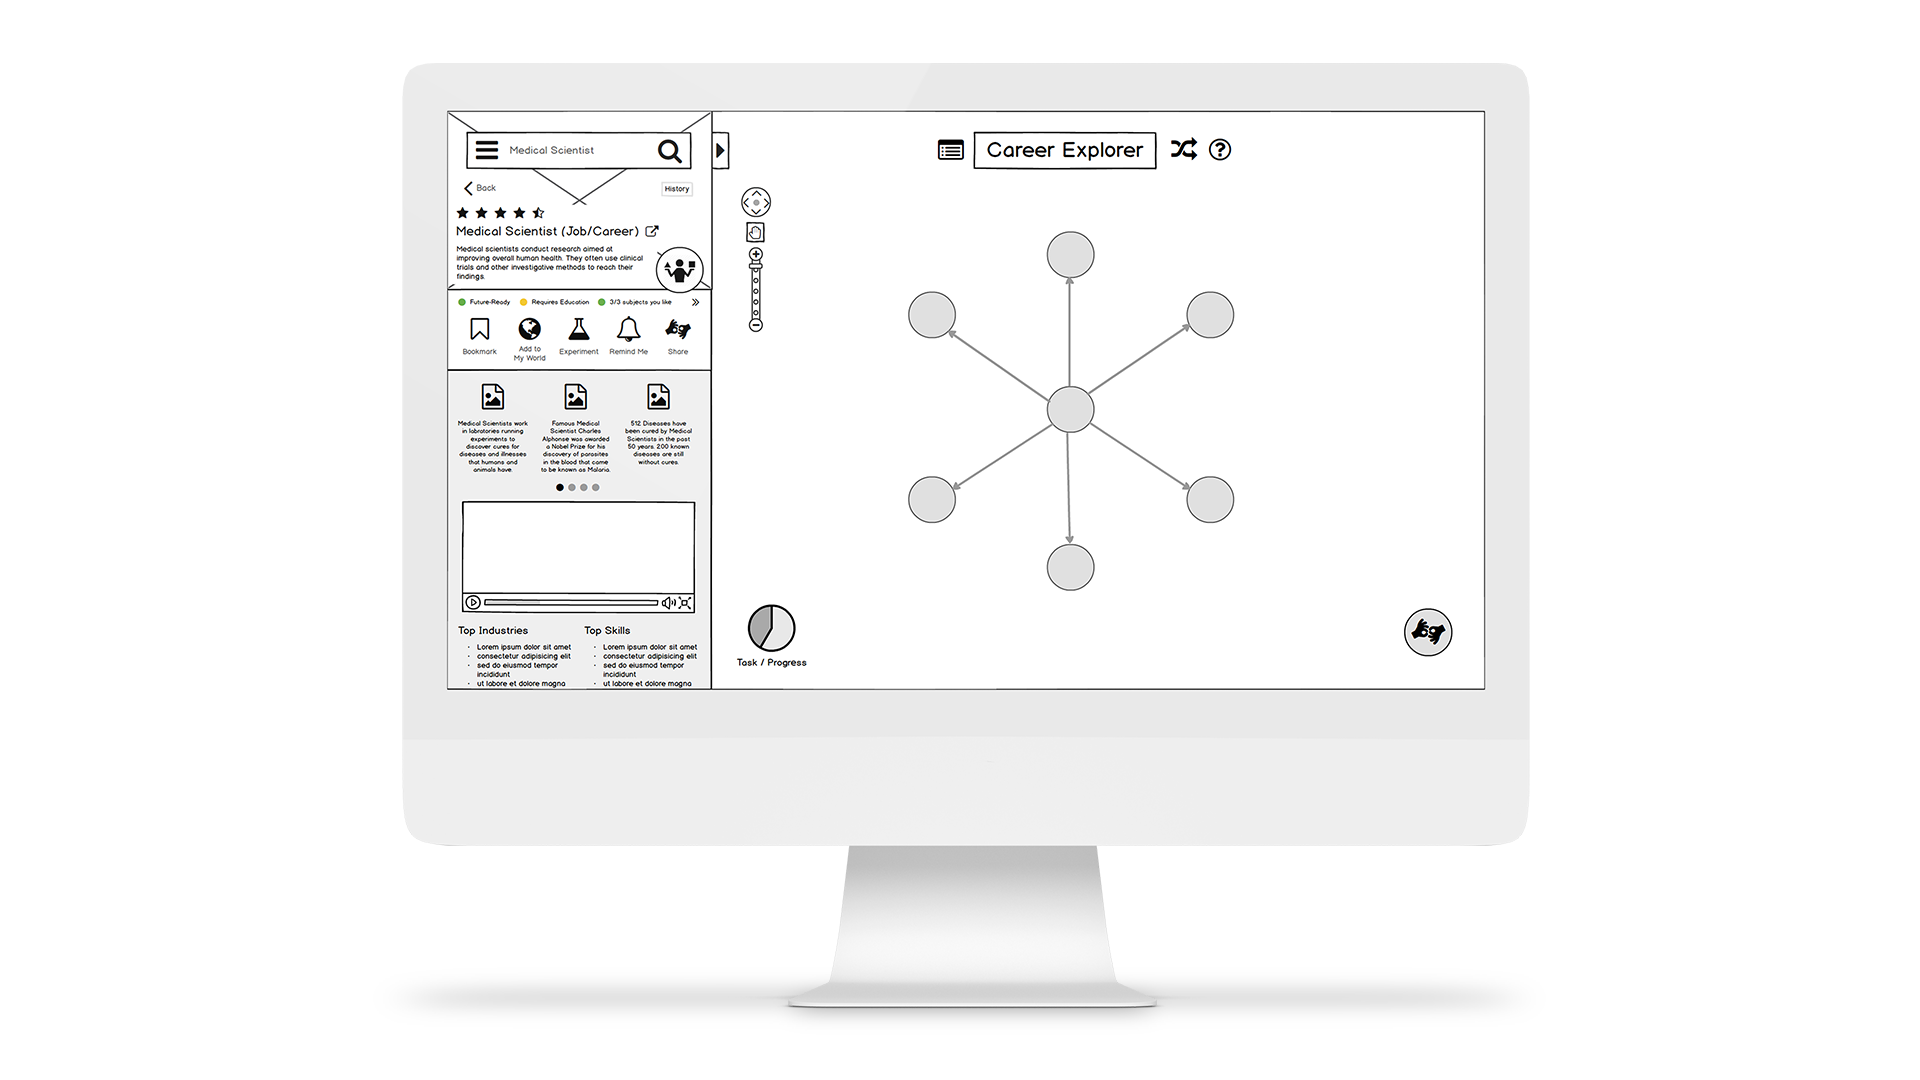 Medical Scientist
Career Explorer
Back
History
Medical Scientist (Job/Career)
Medical scientists conduct research aimed at
improving overall human health. They often use clinical
trials and other investigative methods to reach their
findings.
Future-Ready
Requires Education
3/3 subjects you like
Bookmark
Add to
My World
Experiment
Remind Me
Share
Medical Scientists work
in labratories running
experiments to
discover cures for
diseases and illnesses
that humans and
animals have.
Famous Medical
Scientist Charles
Alphonse was awarded
a Nobel Prize for his
discovery of parasites
in the blood that came
to be known as Malaria.
512 Diseases have
been cured by Medical
Scientists in the past
50 years. 200 known
diseases are still
without cures.
Top Industries
Lorem ipsum dolor sit amet
consectetur adipisicing elit
sed do eiusmod tempor
incididunt
ut labore et dolore magna
Top Skills
Lorem ipsum dolor sit amet
consectetur adipisicing elit
sed do eiusmod tempor
incididunt
ut labore et dolore magna
Task / Progress